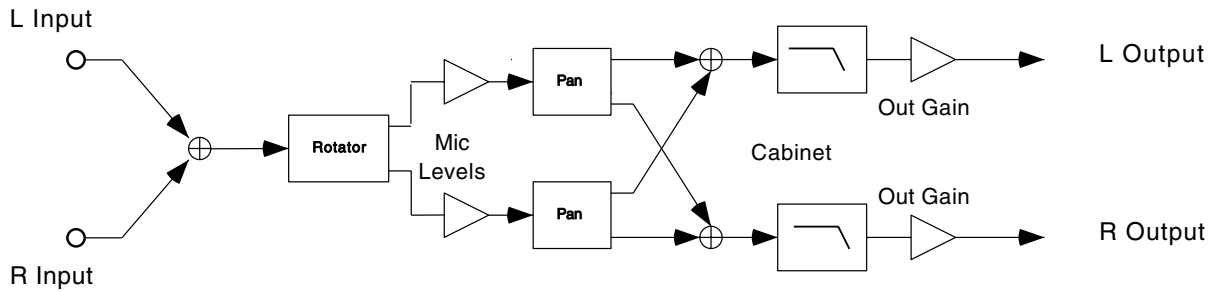 L Input
L Output
Pan
Out Gain
Rotator
Mic
Levels
Cabinet
Out Gain
Pan
R Output
R Input